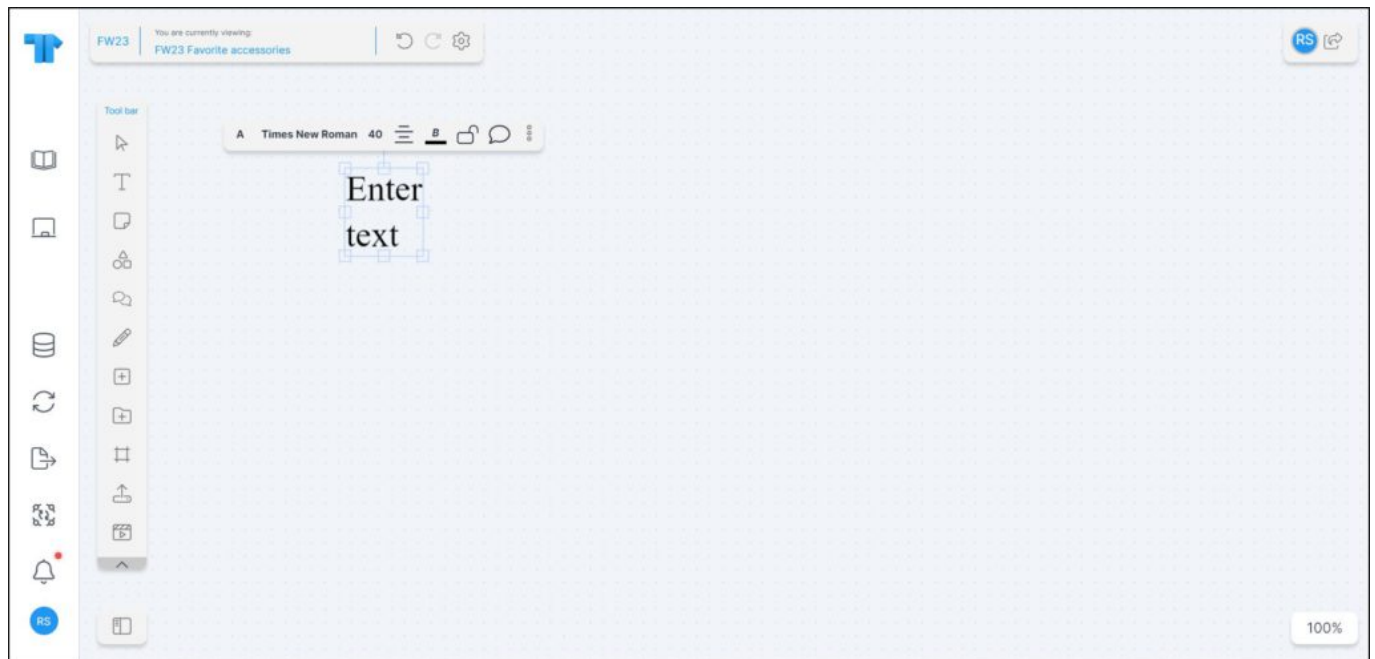 FW23
You are currently viewing:
FW23 Favorite accessories
RS
Tool bar
A Times New Roman 40 B
Enter
text
RS
100%